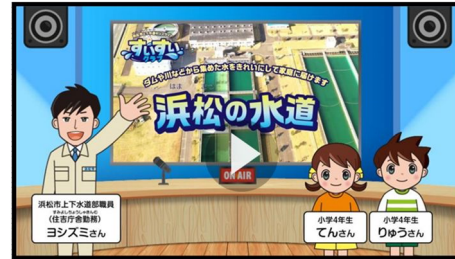 すいすい
クラブ
ダムや川などから集めた水をきれいにして家庭に届けます
浜松の水道
ON AIR
浜松市上下水道部職員
(住吉庁舎勤務)
ヨシズミさん
小学4年生
てんさん
小学4年生
りゅうさん